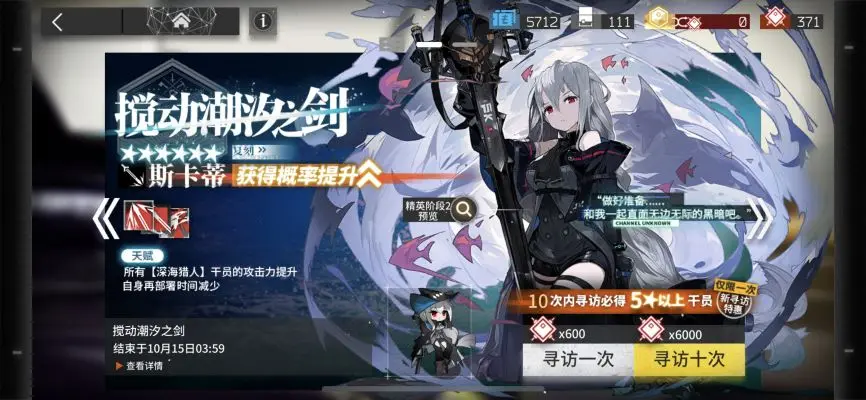 5712
111
0
371
搅动潮汐之剑
复刻
斯卡蒂 获得概率提升
精英阶段2
预览
“做好准备……
和我一起直面无边无际的黑暗吧。”
CHANNEL UNKNOWN
天赋
所有【深海猎人】干员的攻击力提升
自身再部署时间减少
仅限一次
新寻访
特惠
10次内寻访必得 5★以上 干员
x600
x6000
寻访一次
寻访十次
搅动潮汐之剑
结束于10月15日03:59
查看详情